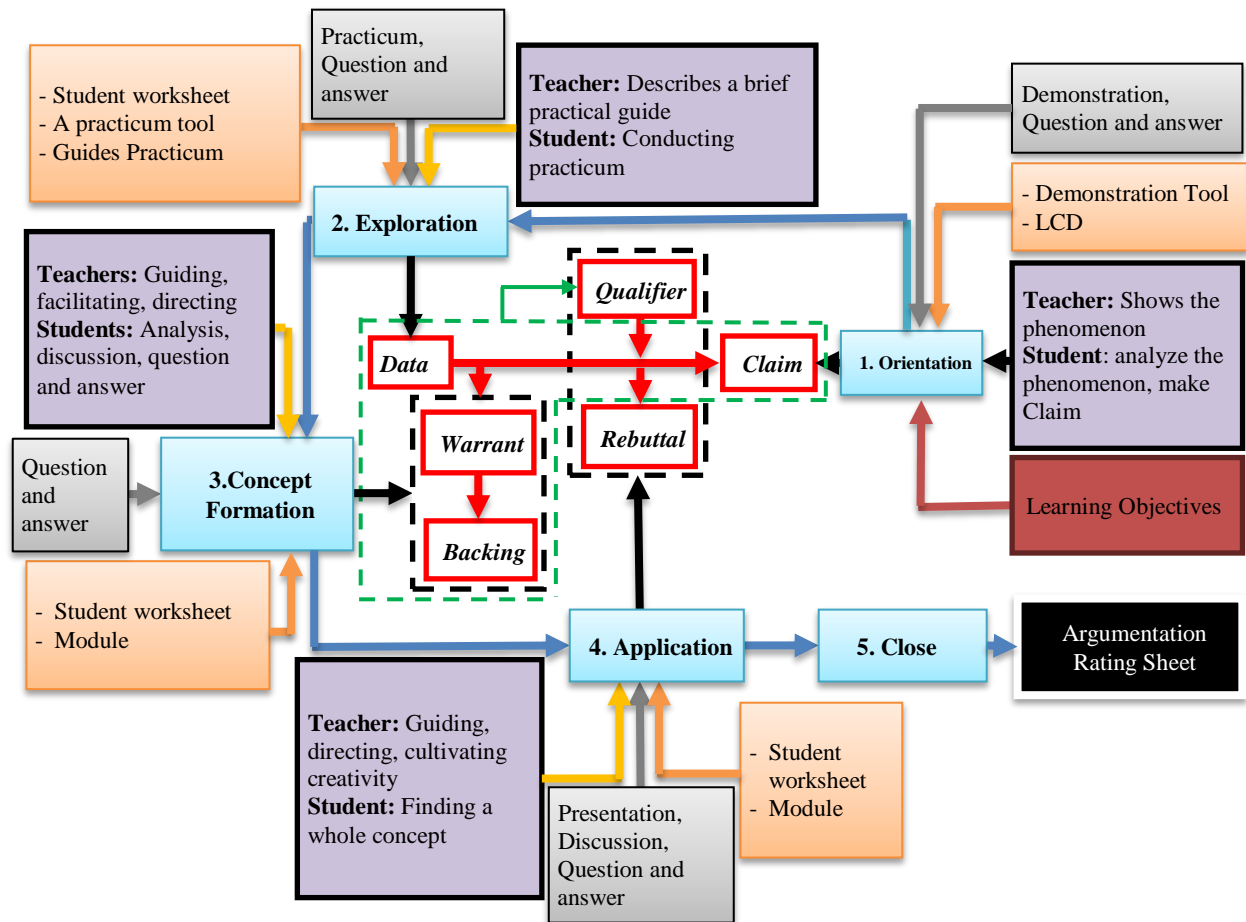 Practicum,
Question and
answer
- Student worksheet
- A practicum tool
- Guides Practicum
Teacher: Describes a brief
practical guide
Student: Conducting
practicum
Demonstration,
Question and answer
- Demonstration Tool
- LCD
2. Exploration
Teachers: Guiding,
facilitating, directing
Students: Analysis,
discussion, question
and answer
Qualifier
Data
Claim
1. Orientation
Teacher: Shows the
phenomenon
Student: analyze the
phenomenon, make
Claim
Warrant
Rebuttal
Question
and
answer
3.Concept
Formation
Backing
Learning Objectives
- Student worksheet
- Module
4. Application
5. Close
Argumentation
Rating Sheet
Teacher: Guiding,
directing, cultivating
creativity
Student: Finding a
whole concept
Presentation,
Discussion,
Question and
answer
- Student
worksheet
- Module